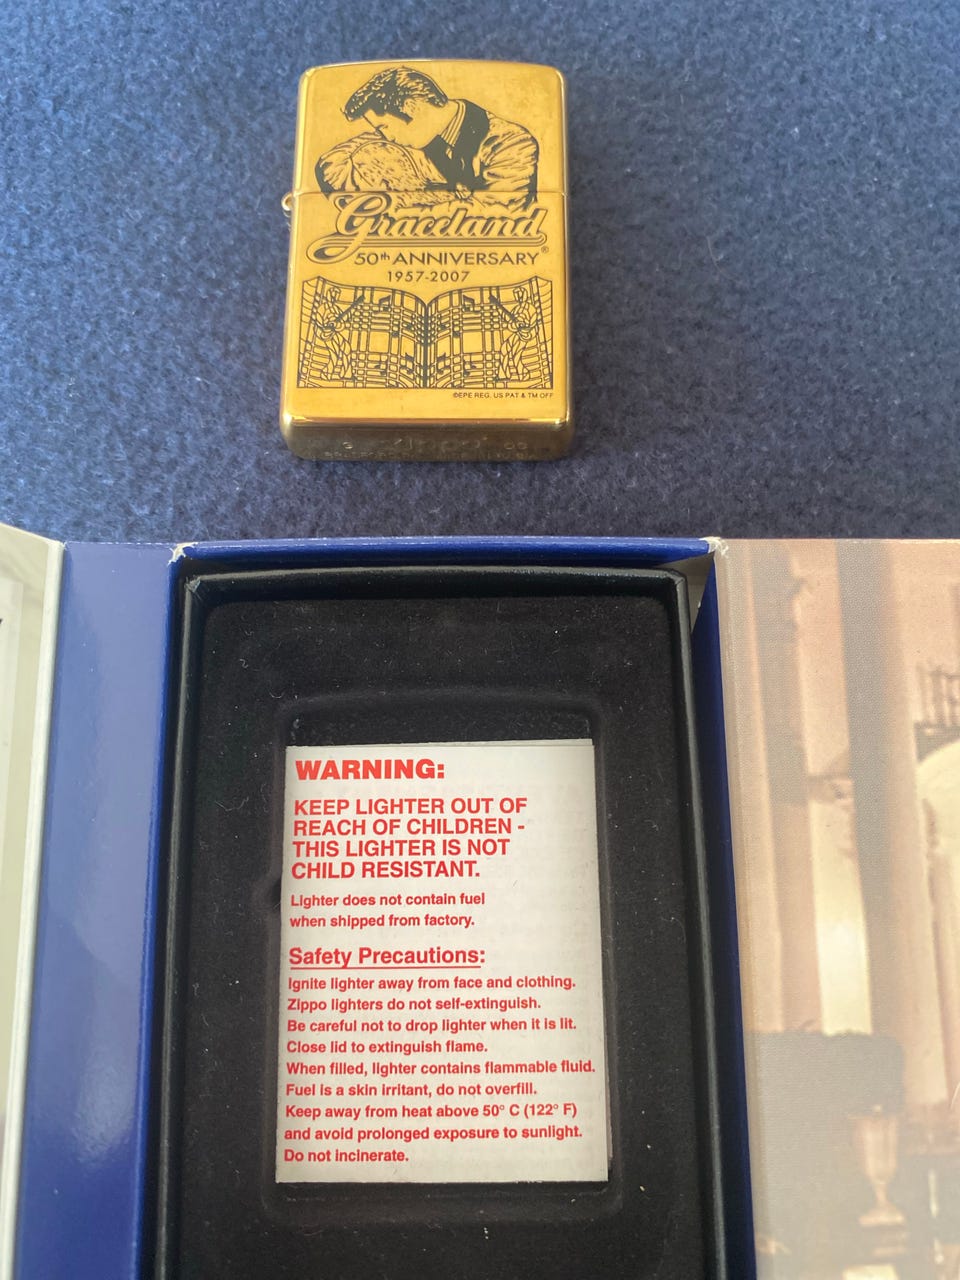 Graceland
50th ANNIVERSARY®
1957-2007
©EPE REG. US PAT & TM OFF
WARNING:
KEEP LIGHTER OUT OF
REACH OF CHILDREN -
THIS LIGHTER IS NOT
CHILD RESISTANT.
Lighter does not contain fuel
when shipped from factory.
Safety Precautions:
Ignite lighter away from face and clothing.
Zippo lighters do not self-extinguish.
Be careful not to drop lighter when it is lit.
Close lid to extinguish flame.
When filled, lighter contains flammable fluid.
Fuel is a skin irritant, do not overfill.
Keep away from heat above 50° C (122° F)
and avoid prolonged exposure to sunlight.
Do not incinerate.